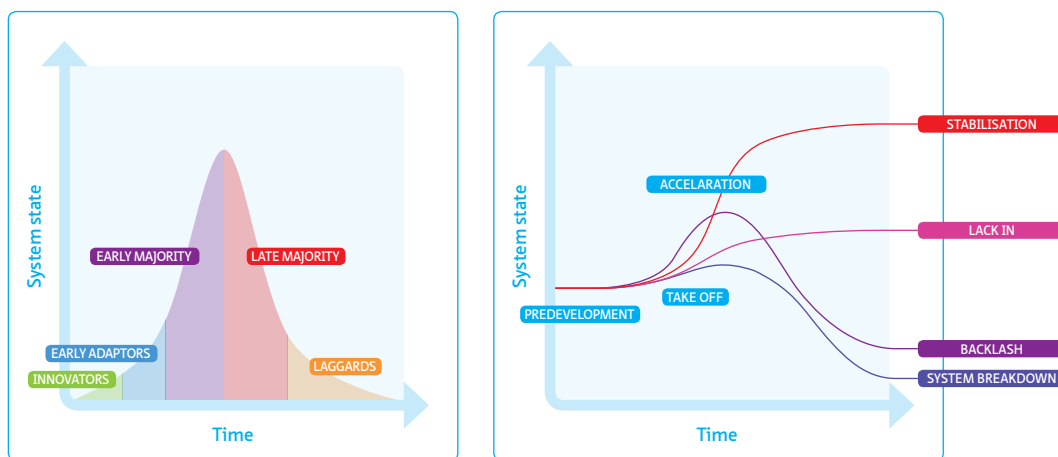 System state
EARLY MAJORITY
LATE MAJORITY
EARLY ADAPTORS
INNOVATORS
LAGGARDS
Time
System state
STABILISATION
ACCELARATION
LACK IN
TAKE OFF
PREDEVELOPMENT
BACKLASH
SYSTEM BREAKDOWN
Time